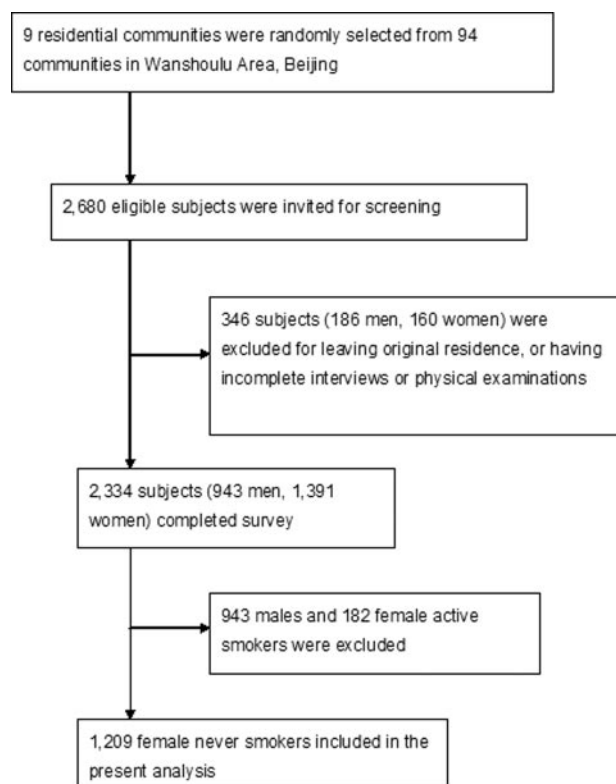 9 residential communities were randomly selected from 94
communities in Wanshoulu Area, Beijing
2,680 eligible subjects were invited for screening
346 subjects (186 men, 160 women) were
excluded for leaving original residence, or having
incomplete interviews or physical examinations
2,334 subjects (943 men, 1,391
women) completed survey
943 males and 182 female active
smokers were excluded
1,209 female never smokers included in the
present analysis